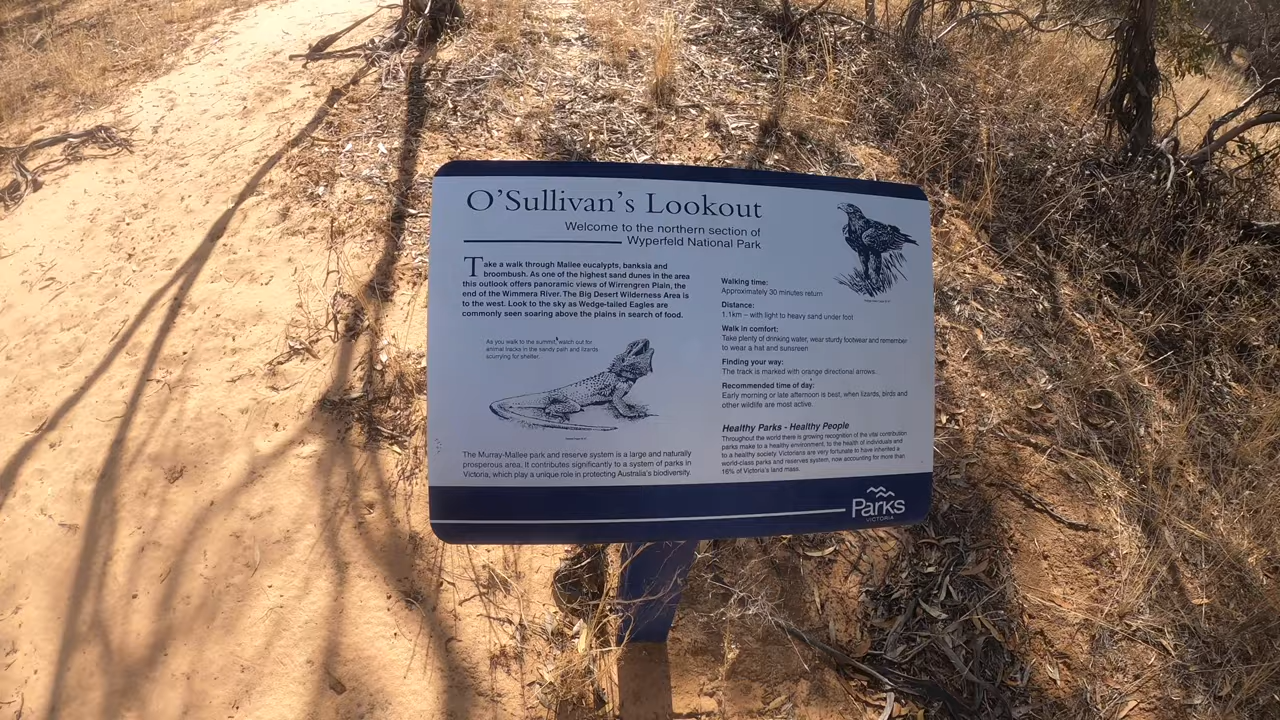 O'Sullivan's Lookout
Welcome to the northern section of
Wyperfeld National Park
Take a walk through Mallee eucalypts, banksia and
broombush. As one of the highest sand dunes in the area
this outlook offers panoramic views of Wirrengren Plain, the
end of the Wimmera River. The Big Desert Wilderness Area is
to the west. Look to the sky as Wedge-tailed Eagles are
commonly seen soaring above the plains in search of food.
As you walk to the summit, watch out for
animal tracks in the sandy path and lizards
scurrying for shelter.
The Murray-Mallee park and reserve system is a large and naturally
prosperous area. It contributes significantly to a system of parks in
Victoria, which play a unique role in protecting Australia's biodiversity.
Walking time:
Approximately 30 minutes return
Distance:
1.1km – with light to heavy sand under foot
Walk in comfort:
Take plenty of drinking water, wear sturdy footwear and remember
to wear a hat and sunsreen
Finding your way:
The track is marked with orange directional arrows.
Recommended time of day:
Early morning or late afternoon is best, when lizards, birds and
other wildlife are most active.
Healthy Parks - Healthy People
Throughout the world there is growing recognition of the vital contribution
parks make to a healthy environment, to the health of individuals and
to a healthy society. Victorians are very fortunate to have inherited a
world-class parks and reserves system, now accounting for more than
16% of Victoria's land mass.
Parks
VICTORIA